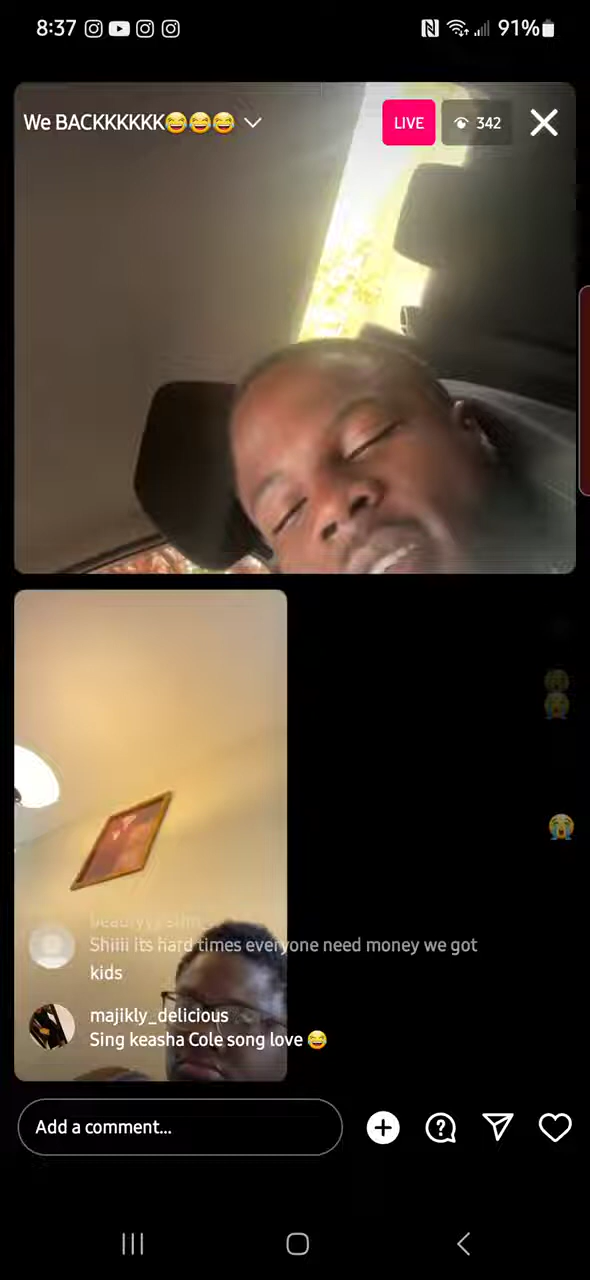 8:37 91%
We BACKKKKKK😂😂😂 LIVE 342
Shiiii its hard times everyone need money we got
kids
majikly_delicious
Sing keasha Cole song love 😂
Add a comment...